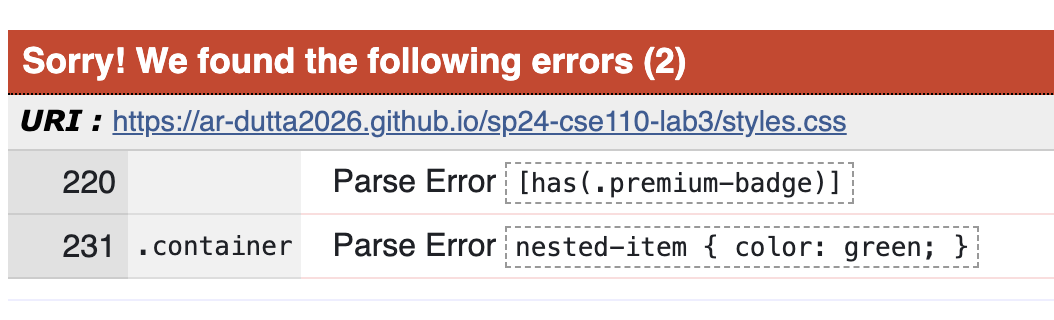 Sorry! We found the following errors (2)
URI : https://ar-dutta2026.github.io/sp24-cse110-lab3/styles.css
220 Parse Error [has(.premium-badge)]
231 .container Parse Error nested-item { color: green; }